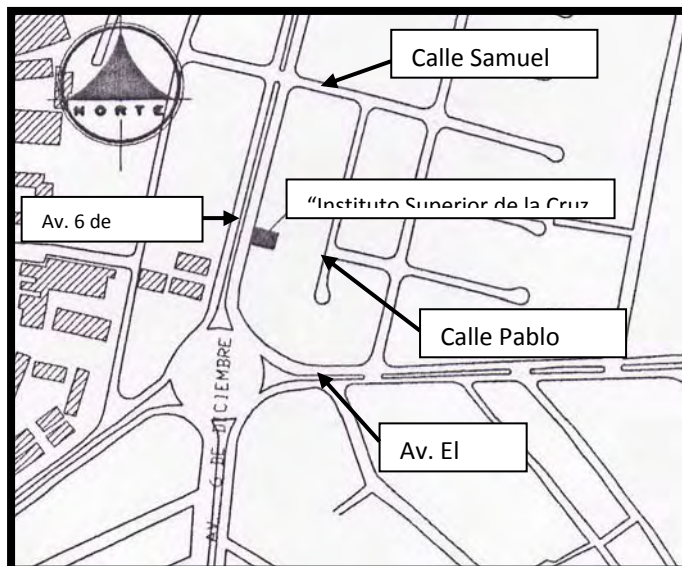 Calle Samuel
NORTE
"Instituto Superior de la Cruz
Av. 6 de
Calle Pablo
AV. 6 DE DICIEMBRE
Av. El